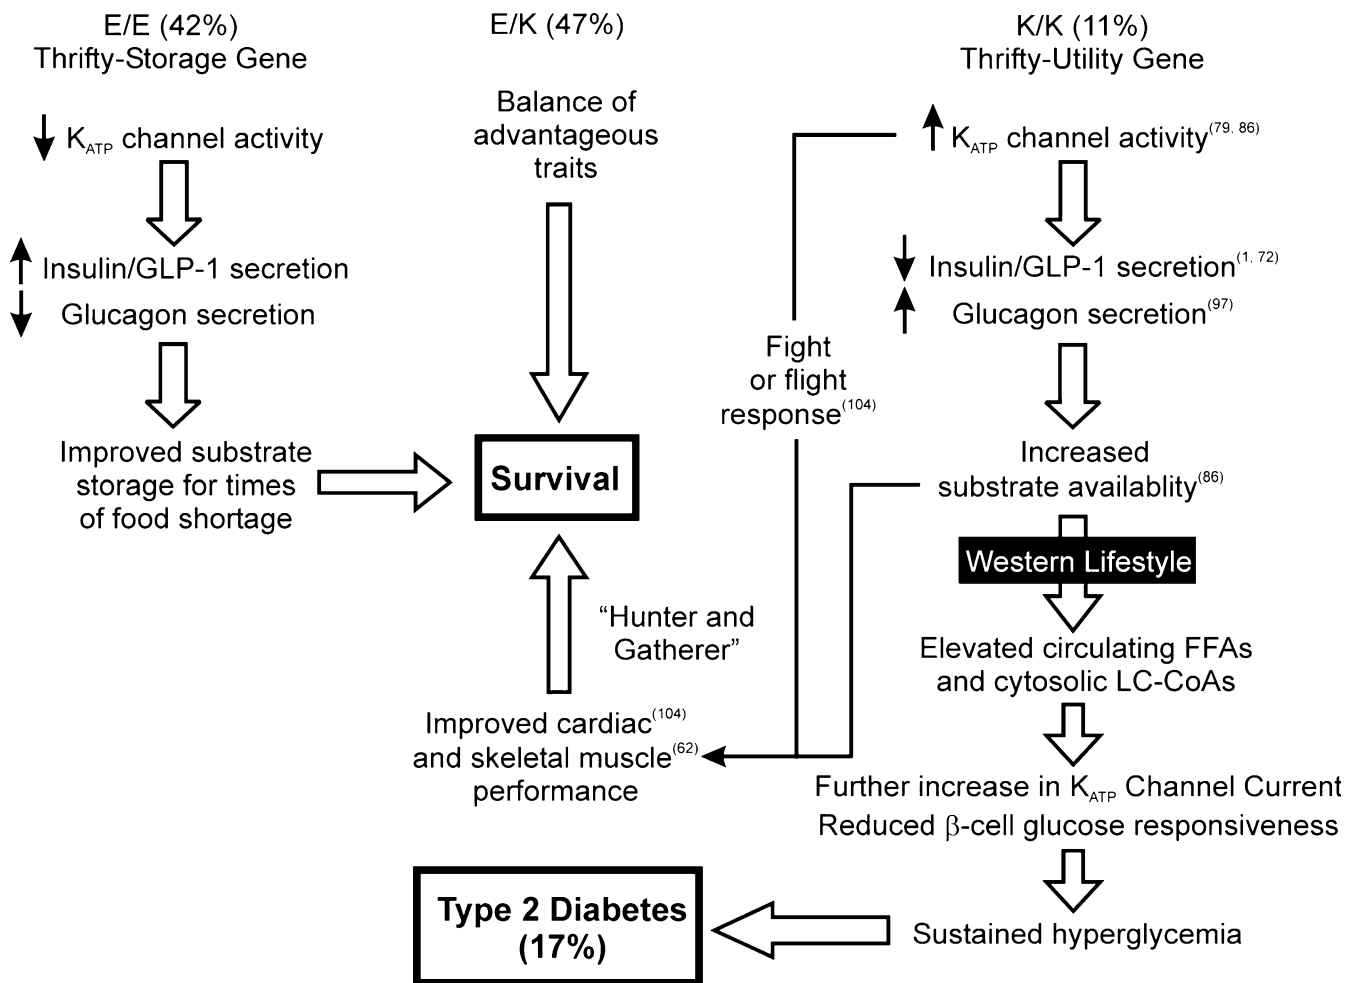 E/E (42%)
Thrifty-Storage Gene
K_ATP channel activity
Insulin/GLP-1 secretion
Glucagon secretion
Improved substrate
storage for times
of food shortage
E/K (47%)
Balance of
advantageous
traits
Survival
“Hunter and
Gatherer”
Improved cardiac(104)
and skeletal muscle(62)
performance
Fight
or flight
response(104)
K/K (11%)
Thrifty-Utility Gene
K_ATP channel activity(79. 86)
Insulin/GLP-1 secretion(1. 72)
Glucagon secretion(97)
Increased
substrate availablity(86)
Western Lifestyle
Elevated circulating FFAs
and cytosolic LC-CoAs
Further increase in K_ATP Channel Current
Reduced β-cell glucose responsiveness
Sustained hyperglycemia
Type 2 Diabetes
(17%)